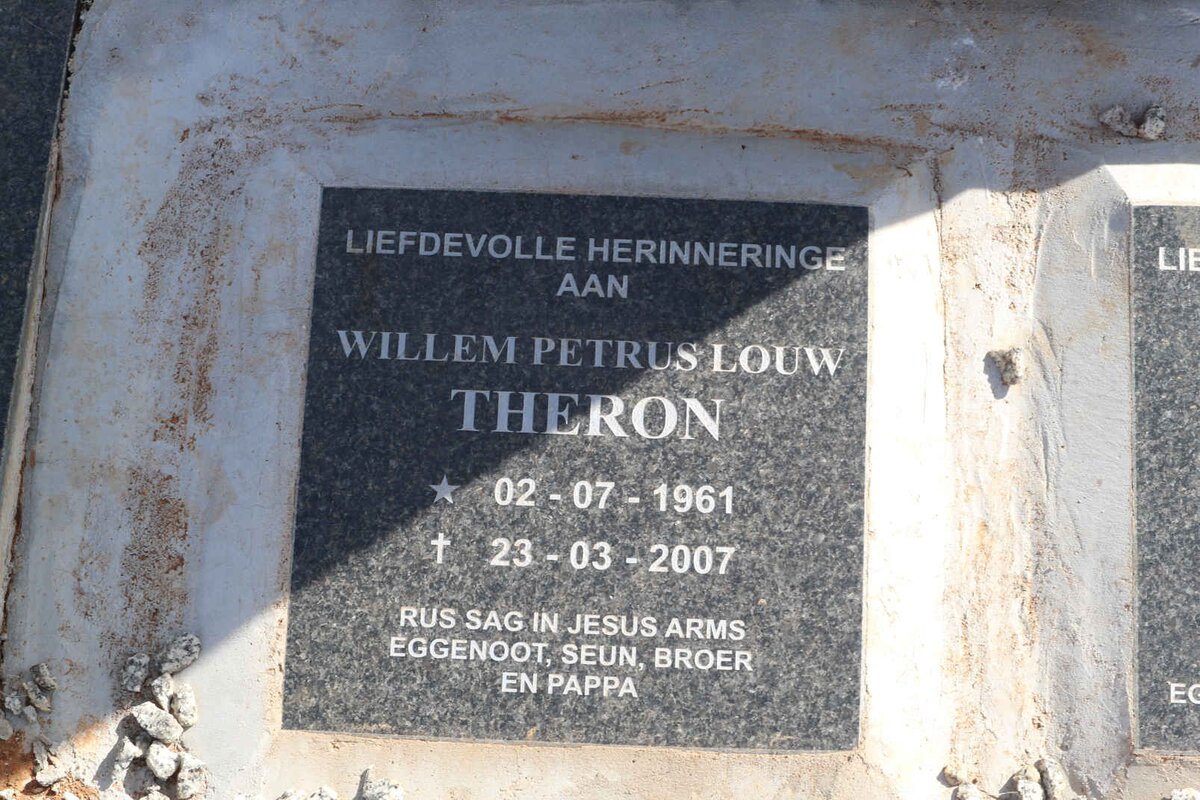 LIEFDEVOLLE HERINNERINGE
AAN
WILLEM PETRUS LOUW
THERON
02 - 07 - 1961
23 - 03 - 2007
RUS SAG IN JESUS ARMS
EGGENOOT, SEUN, BROER
EN PAPPA